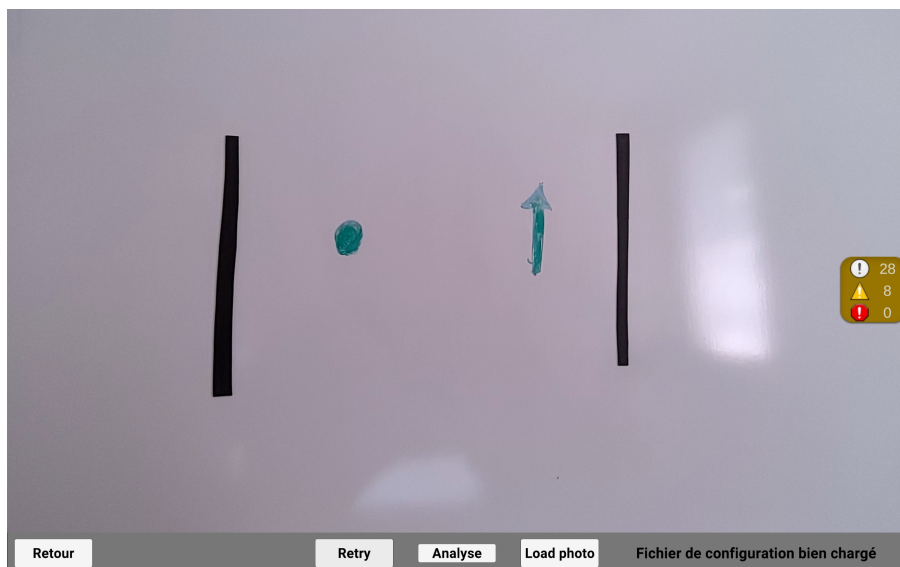 28
8
0
Retour
Retry
Analyse
Load photo
Fichier de configuration bien chargé